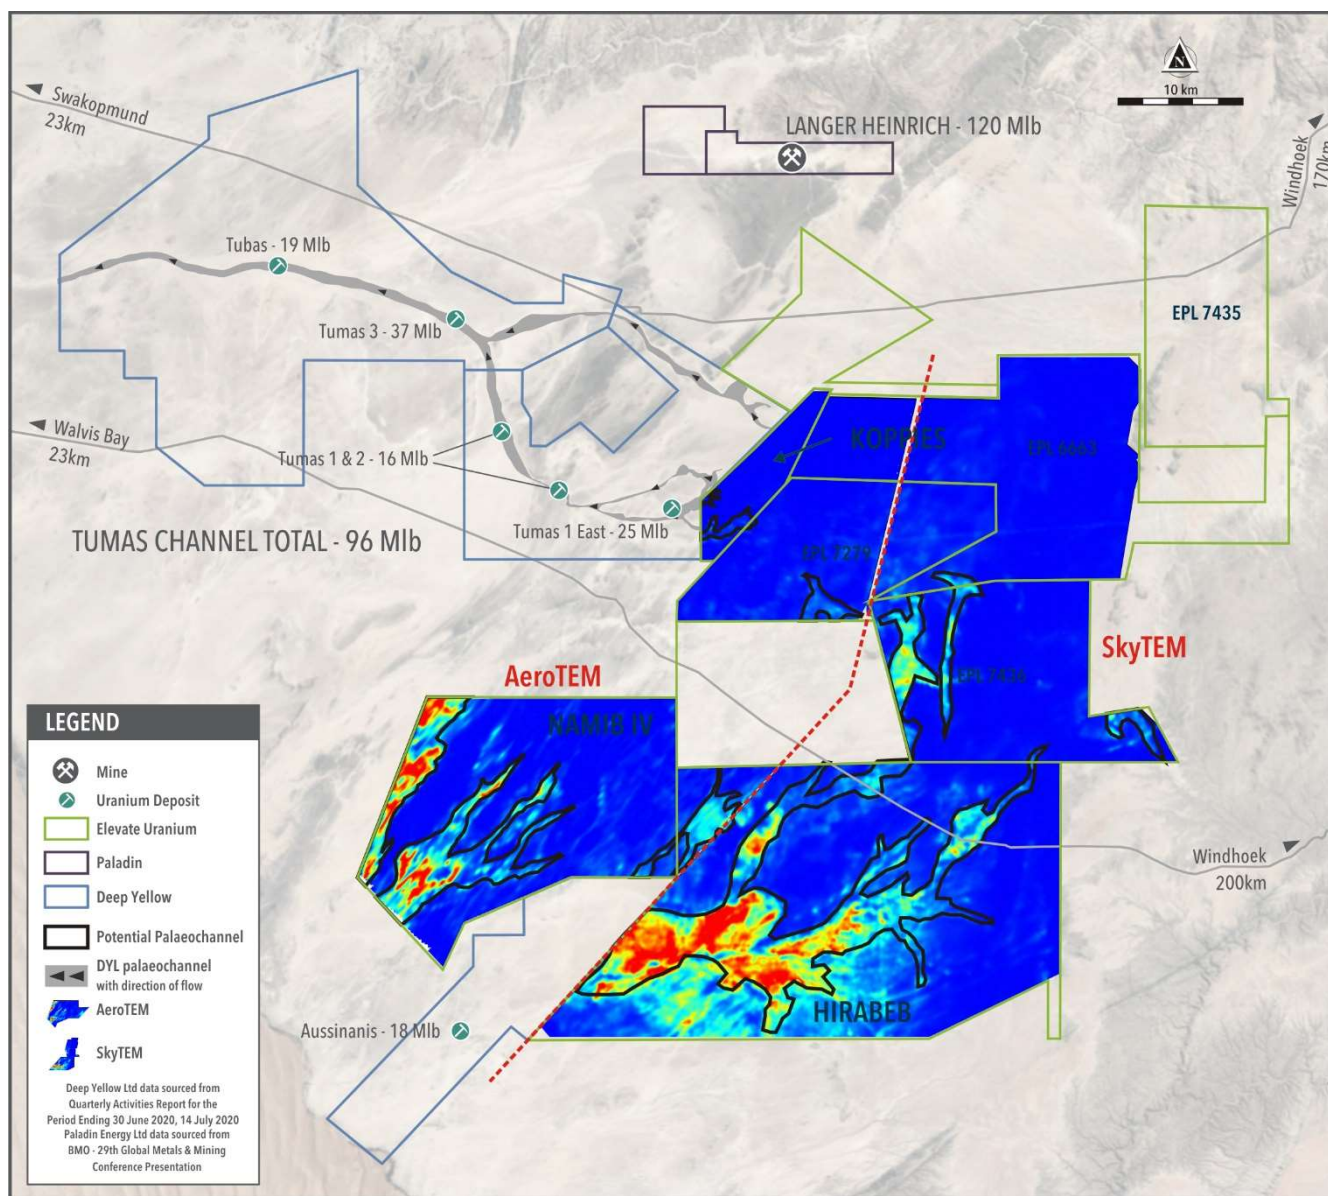 N
10 km
Swakopmund
23km
LANGER HEINRICH - 120 Mlb
Windhoek
170km
Tubas - 19 Mlb
EPL 7435
Tumas 3 - 37 Mlb
Walvis Bay
23km
KOPPIES
EPL 6663
Tumas 1 & 2 - 16 Mlb
Tumas 1 East - 25 Mlb
TUMAS CHANNEL TOTAL - 96 Mlb
EPL 7279
SkyTEM
AeroTEM
EPL 7436
NAMIB IV
Windhoek
200km
HIRABEB
Aussinanis - 18 Mlb
LEGEND
Mine
Uranium Deposit
Elevate Uranium
Paladin
Deep Yellow
Potential Palaeochannel
DYL palaeochannel
with direction of flow
AeroTEM
SkyTEM
Deep Yellow Ltd data sourced from
Quarterly Activities Report for the
Period Ending 30 June 2020, 14 July 2020
Paladin Energy Ltd data sourced from
BMO - 29th Global Metals & Mining
Conference Presentation